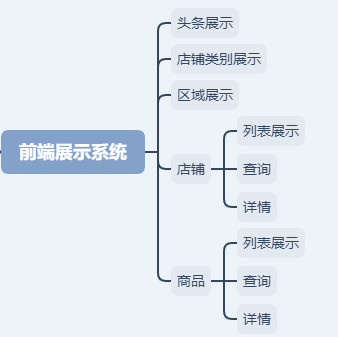 头条展示
店铺类别展示
区域展示
前端展示系统
店铺
列表展示
查询
详情
商品
列表展示
查询
详情